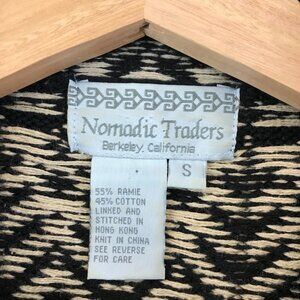 Nomadic Traders
Berkeley, California
S
55% RAMIE
45% COTTON
LINKED AND
STITCHED IN
HONG KONG
KNIT IN CHINA
SEE REVERSE
FOR CARE